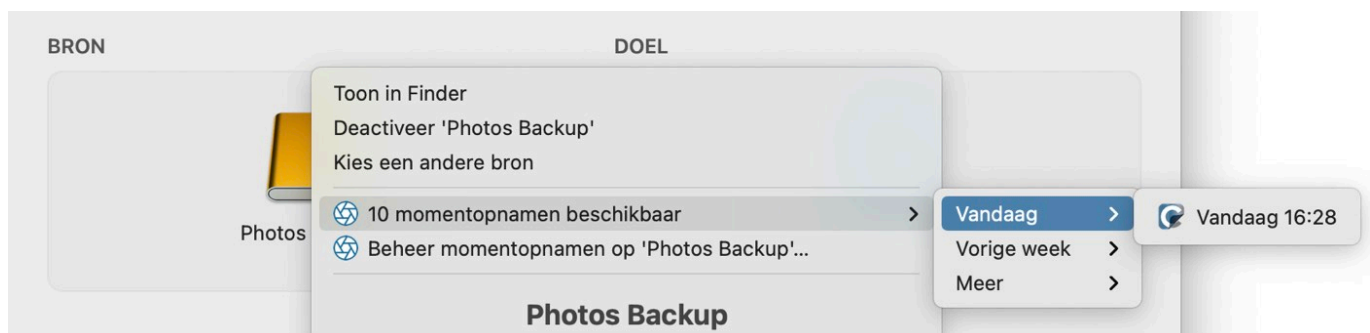 BRON
DOEL
Toon in Finder
Deactiveer 'Photos Backup'
Kies een andere bron
10 momentopnamen beschikbaar
Vandaag
Vandaag 16:28
Photos
Beheer momentopnamen op 'Photos Backup'...
Vorige week
Meer
Photos Backup